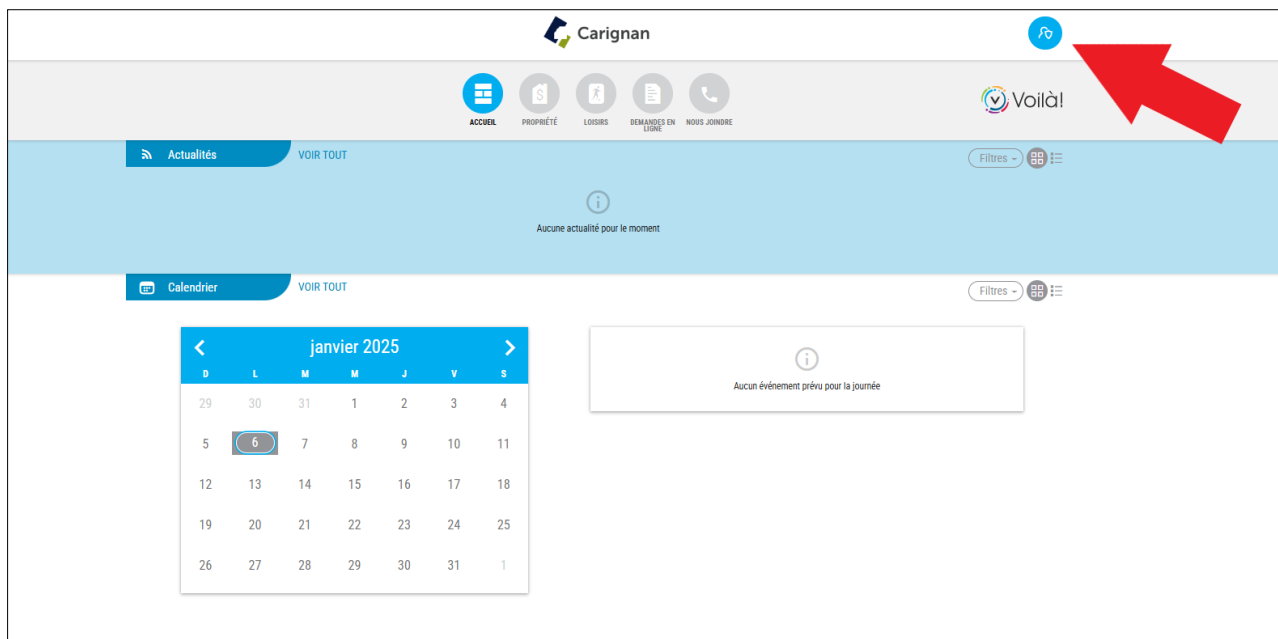 Carignan
ACCUEIL
PROPRIÉTÉ
LOISIRS
DEMANDES EN LIGNE
NOUS JOINDRE
Voilà!
Actualités
VOIR TOUT
Filtres
Aucune actualité pour le moment
Calendrier
VOIR TOUT
Filtres
janvier 2025
D L M M J V S
29 30 31 1 2 3 4
5 6 7 8 9 10 11
12 13 14 15 16 17 18
19 20 21 22 23 24 25
26 27 28 29 30 31 1
Aucun événement prévu pour la journée